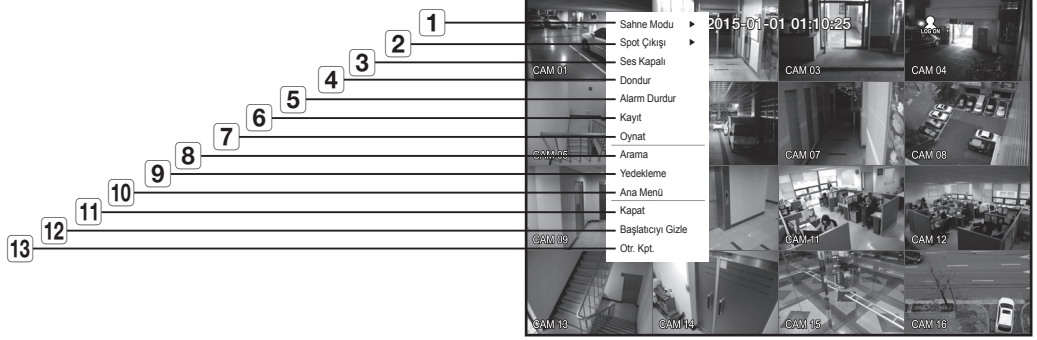 1 Sahne Modu ▶
2 Spot Çıkışı ▶
3 Ses Kapalı
4 Dondur
5 Alarm Durdur
6 Kayıt
7 Oynat
8 Arama
9 Yedekleme
10 Ana Menü
11 Kapat
12 Başlatıcıyı Gizle
13 Otr. Kpt.
2015-01-01 01:10:25
LOG ON
CAM 01
CAM 03
CAM 04
CAM 05
CAM 07
CAM 08
CAM 09
CAM 11
CAM 12
CAM 13
CAM 14
CAM 15
CAM 16